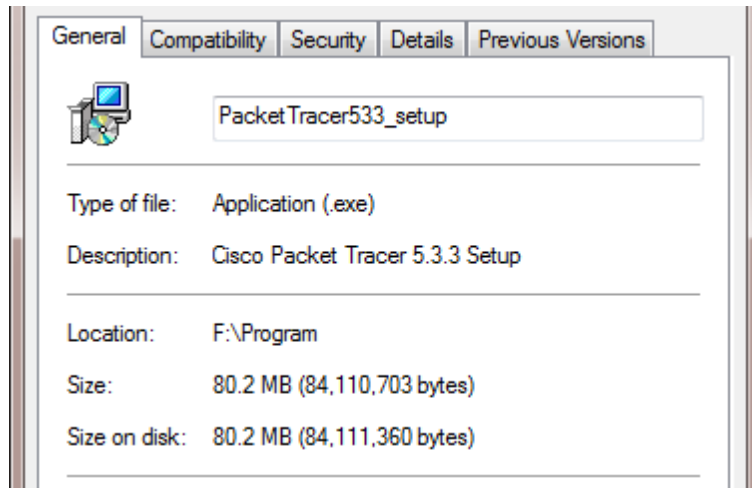 General Compatibility Security Details Previous Versions
PacketTracer533_setup
Type of file: Application (.exe)
Description: Cisco Packet Tracer 5.3.3 Setup
Location: F:\Program
Size: 80.2 MB (84,110,703 bytes)
Size on disk: 80.2 MB (84,111,360 bytes)